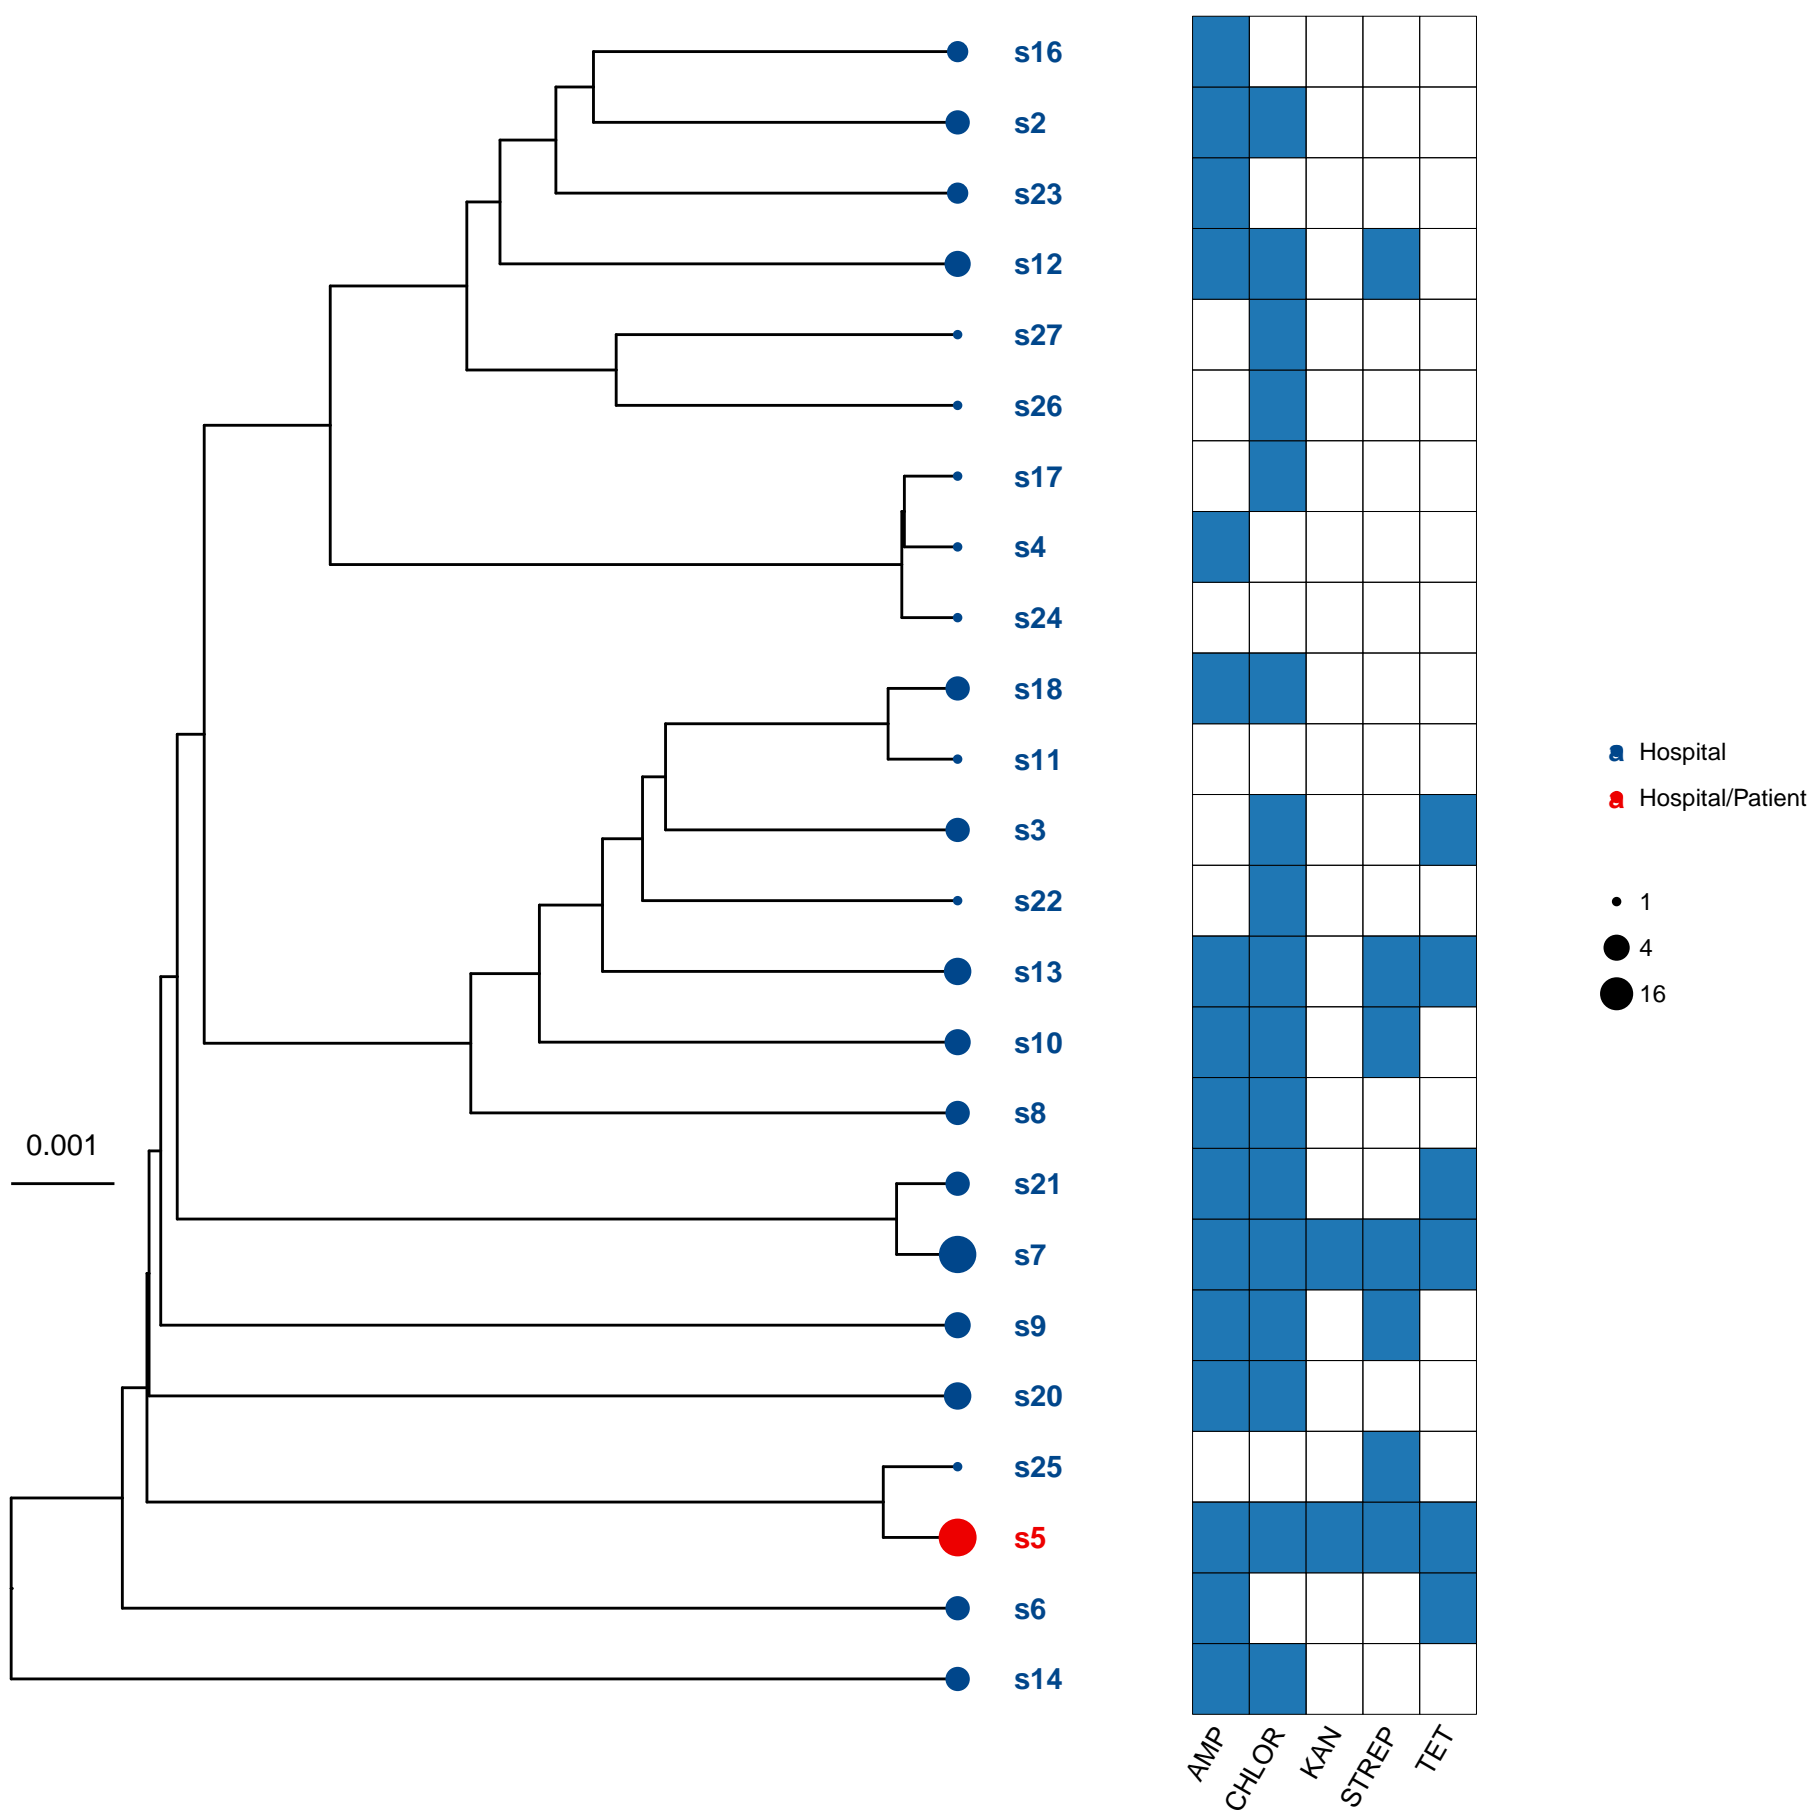 s16
s2
s23
s12
s27
s26
s17
s4
s24
s18
s11
s3
s22
s13
s10
s8
s21
s7
s9
s20
s25
s5
s6
s14
0.001
a Hospital
a Hospital/Patient
1
4
16
AMP
CHLOR
KAN
STREP
TET